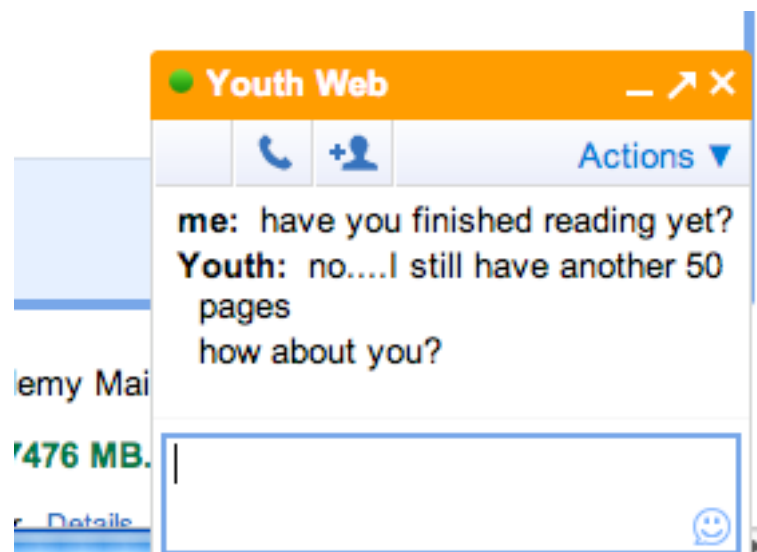 Youth Web
Actions ▼
me: have you finished reading yet?
Youth: no....I still have another 50
pages
how about you?
lemy Mai
7476 MB.
r Details